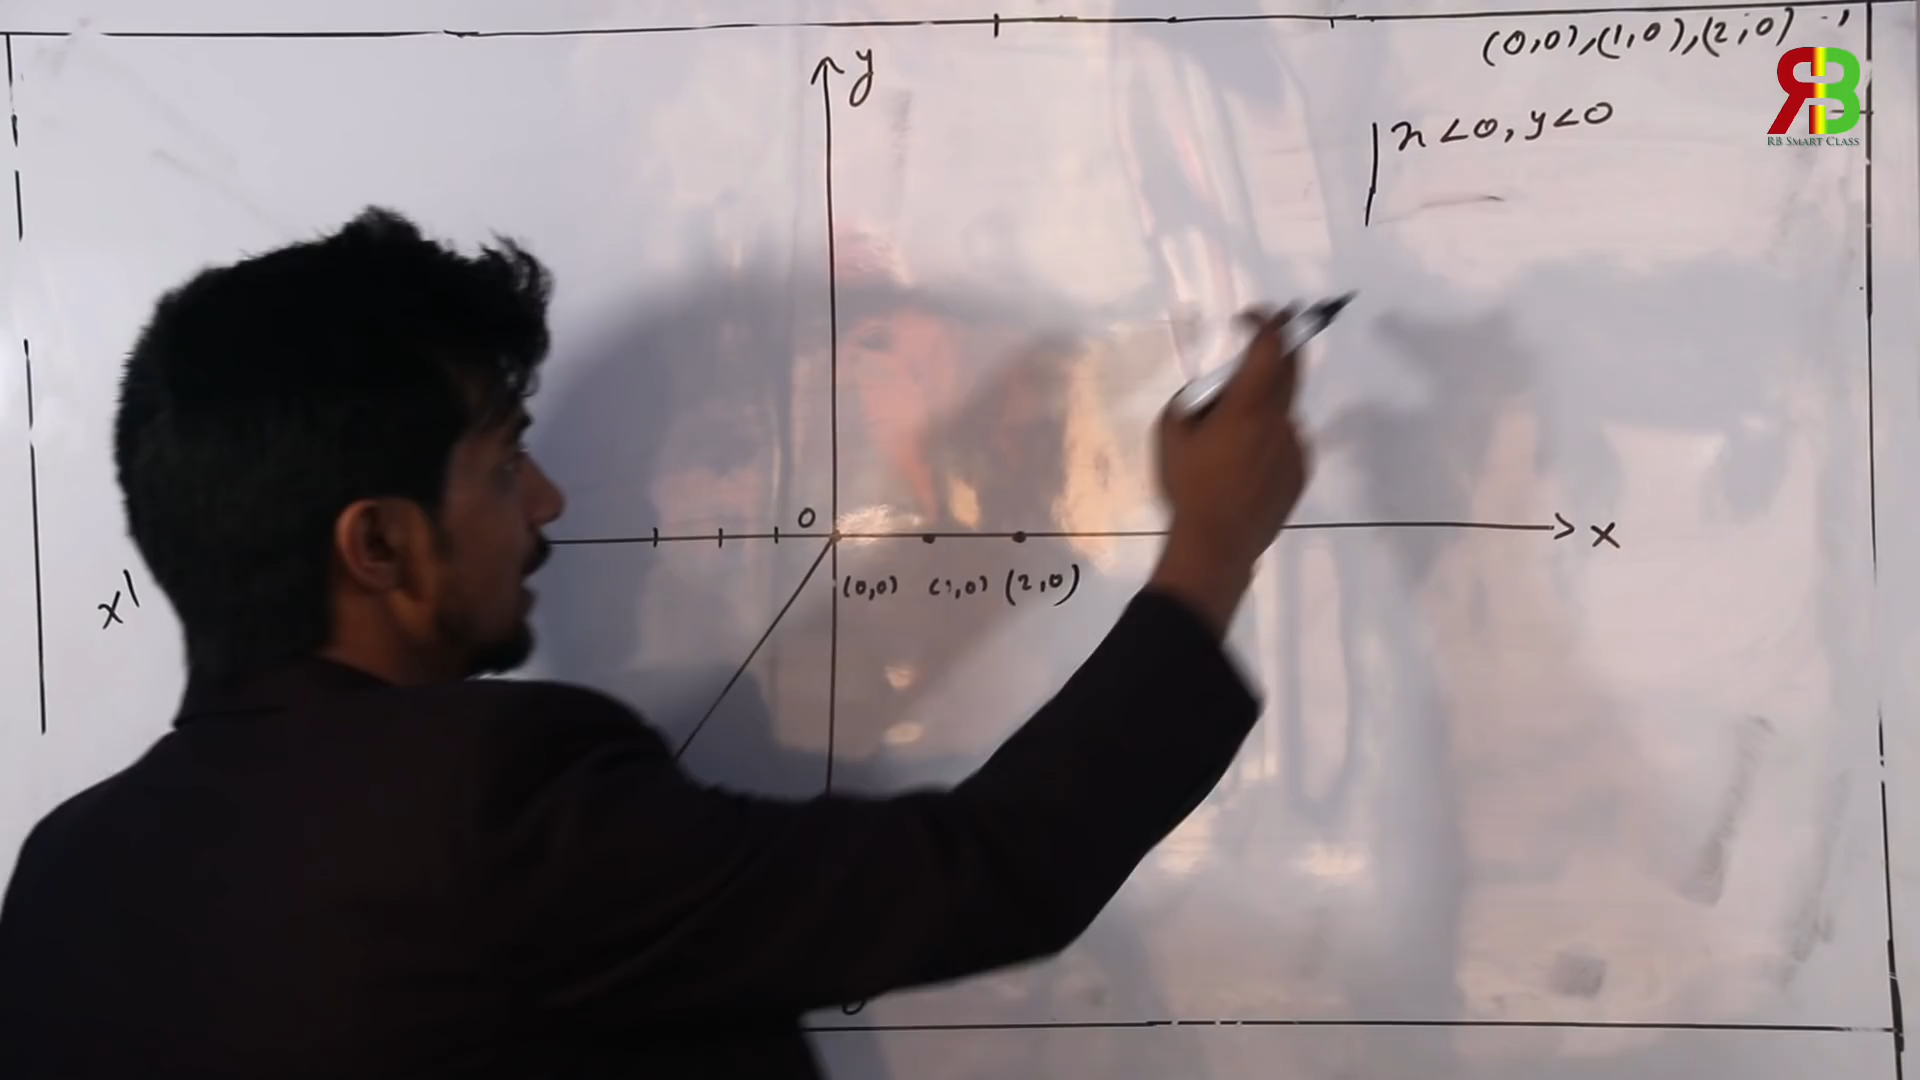 (0,0),(1,0),(2,0)
x<0, y<0
RB
RB SMART CLASS
y
0
x
(0,0) (1,0) (2,0)
x'